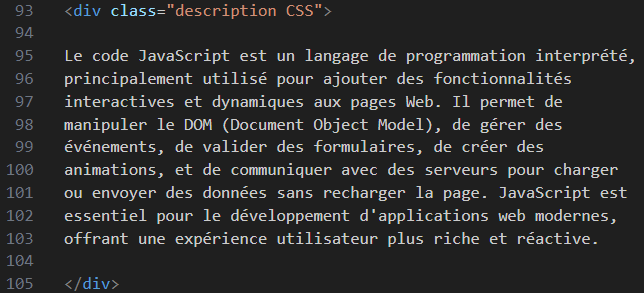 93 <div class="description CSS">
94
95 Le code JavaScript est un langage de programmation interprété,
96 principalement utilisé pour ajouter des fonctionnalités
97 interactives et dynamiques aux pages Web. Il permet de
98 manipuler le DOM (Document Object Model), de gérer des
99 événements, de valider des formulaires, de créer des
100 animations, et de communiquer avec des serveurs pour charger
101 ou envoyer des données sans recharger la page. JavaScript est
102 essentiel pour le développement d'applications web modernes,
103 offrant une expérience utilisateur plus riche et réactive.
104
105 </div>